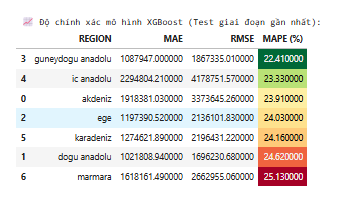 📈 Độ chính xác mô hình XGBoost (Test giai đoạn gần nhất):
REGION MAE RMSE MAPE (%)
3 guneydogu anadolu 1087947.000000 1867335.010000 22.410000
4 ic anadolu 2294804.210000 4178751.570000 23.330000
0 akdeniz 1918381.030000 3373645.260000 23.910000
2 ege 1197390.520000 2136101.830000 24.030000
5 karadeniz 1274621.890000 2196431.220000 24.160000
1 dogu anadolu 1021808.940000 1696230.680000 24.620000
6 marmara 1618161.490000 2662955.060000 25.130000